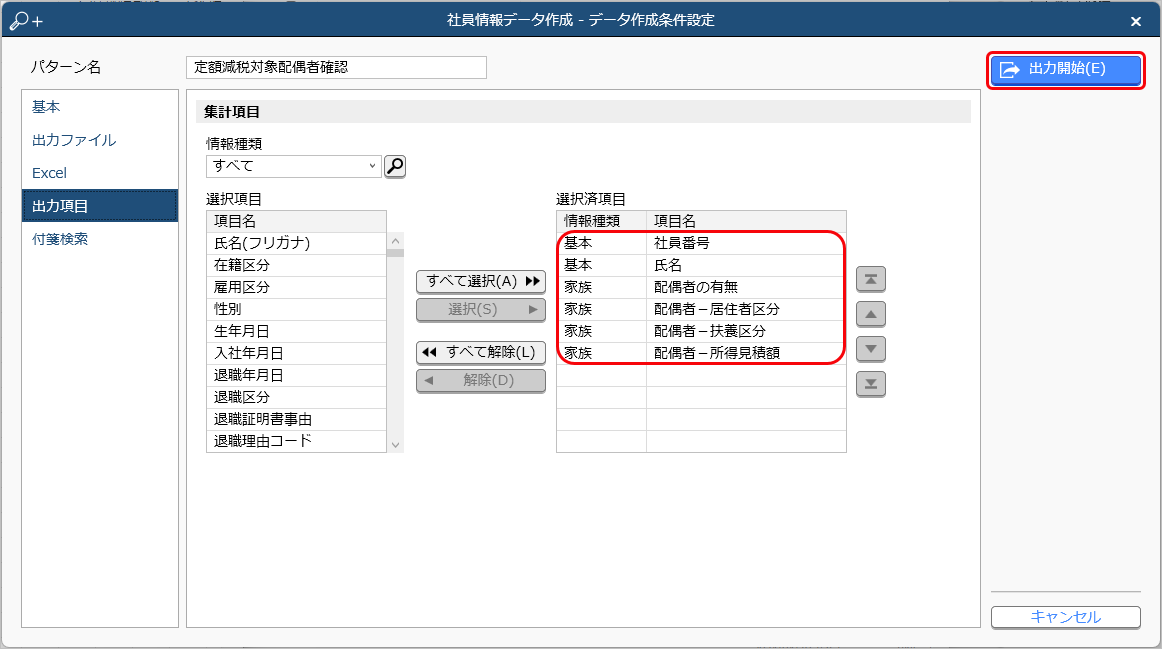 社員情報データ作成 - データ作成条件設定
パターン名
定額減税対象配偶者確認
出力開始(E)
基本
出力ファイル
Excel
出力項目
付箋検索
集計項目
情報種類
すべて
選択項目
項目名
氏名(フリガナ)
在籍区分
雇用区分
性別
生年月日
入社年月日
退職年月日
退職区分
退職証明書事由
退職理由コード
すべて選択(A)
選択(S)
すべて解除(L)
解除(D)
選択済項目
情報種類 項目名
基本 社員番号
基本 氏名
家族 配偶者の有無
家族 配偶者－居住者区分
家族 配偶者－扶養区分
家族 配偶者－所得見積額
キャンセル